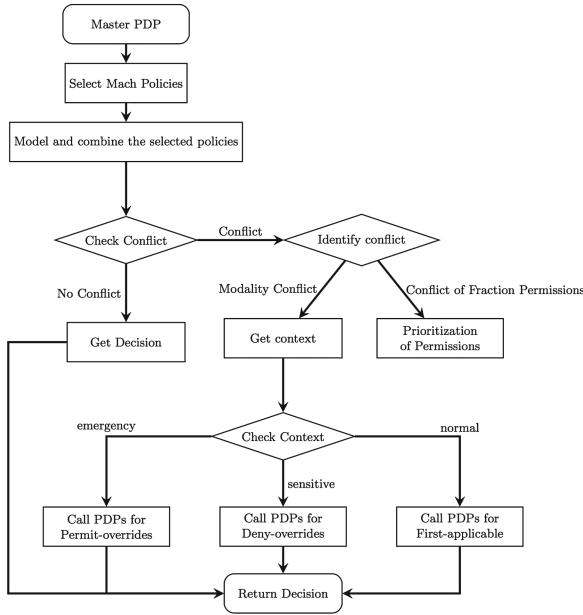 Master PDP
Select Mach Policies
Model and combine the selected policies
Check Conflict
Conflict
Identify conflict
No Conflict
Modality Conflict
Conflict of Fraction Permissions
Get Decision
Get context
Prioritization
of Permissions
Check Context
emergency
normal
sensitive
Call PDPs for
Permit-overrides
Call PDPs for
Deny-overrides
Call PDPs for
First-applicable
Return Decision